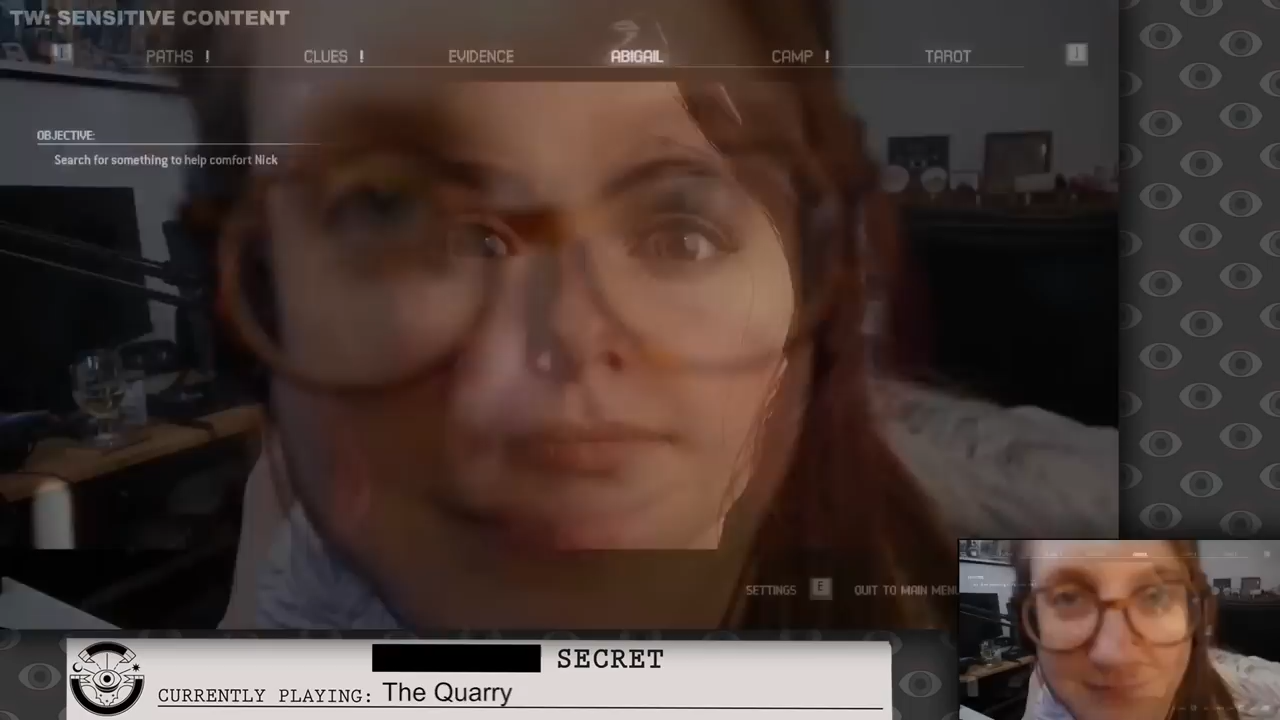 TW: SENSITIVE CONTENT
PATHS ! CLUES ! EVIDENCE ABIGAIL CAMP ! TAROT
OBJECTIVE:
Search for something to help comfort Nick
SETTINGS E QUIT TO MAIN MENU
SECRET
CURRENTLY PLAYING: The Quarry